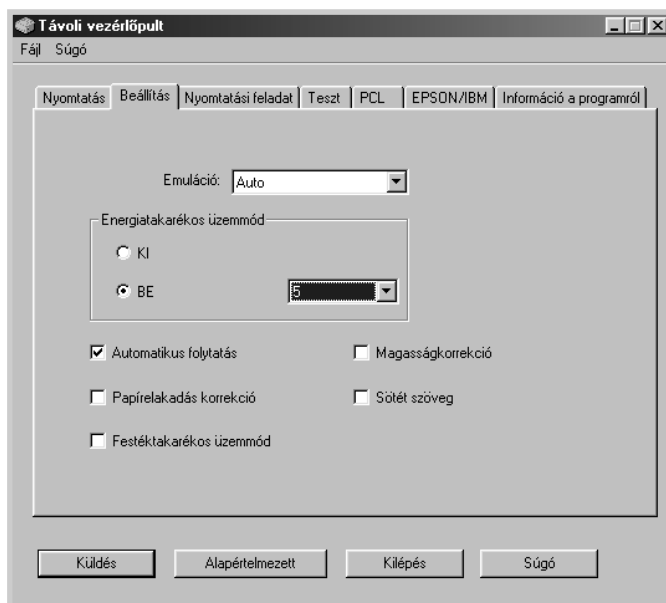 Távoli vezérlőpult
Fájl Súgó
Nyomtatás Beállítás Nyomtatási feladat Teszt PCL EPSON/IBM Információ a programról
Emuláció: Auto
Energiatakarékos üzemmód
KI
BE 5
Automatikus folytatás Magasságkorrekció
Papírelakadás korrekció Sötét szöveg
Festéktakarékos üzemmód
Küldés Alapértelmezett Kilépés Súgó